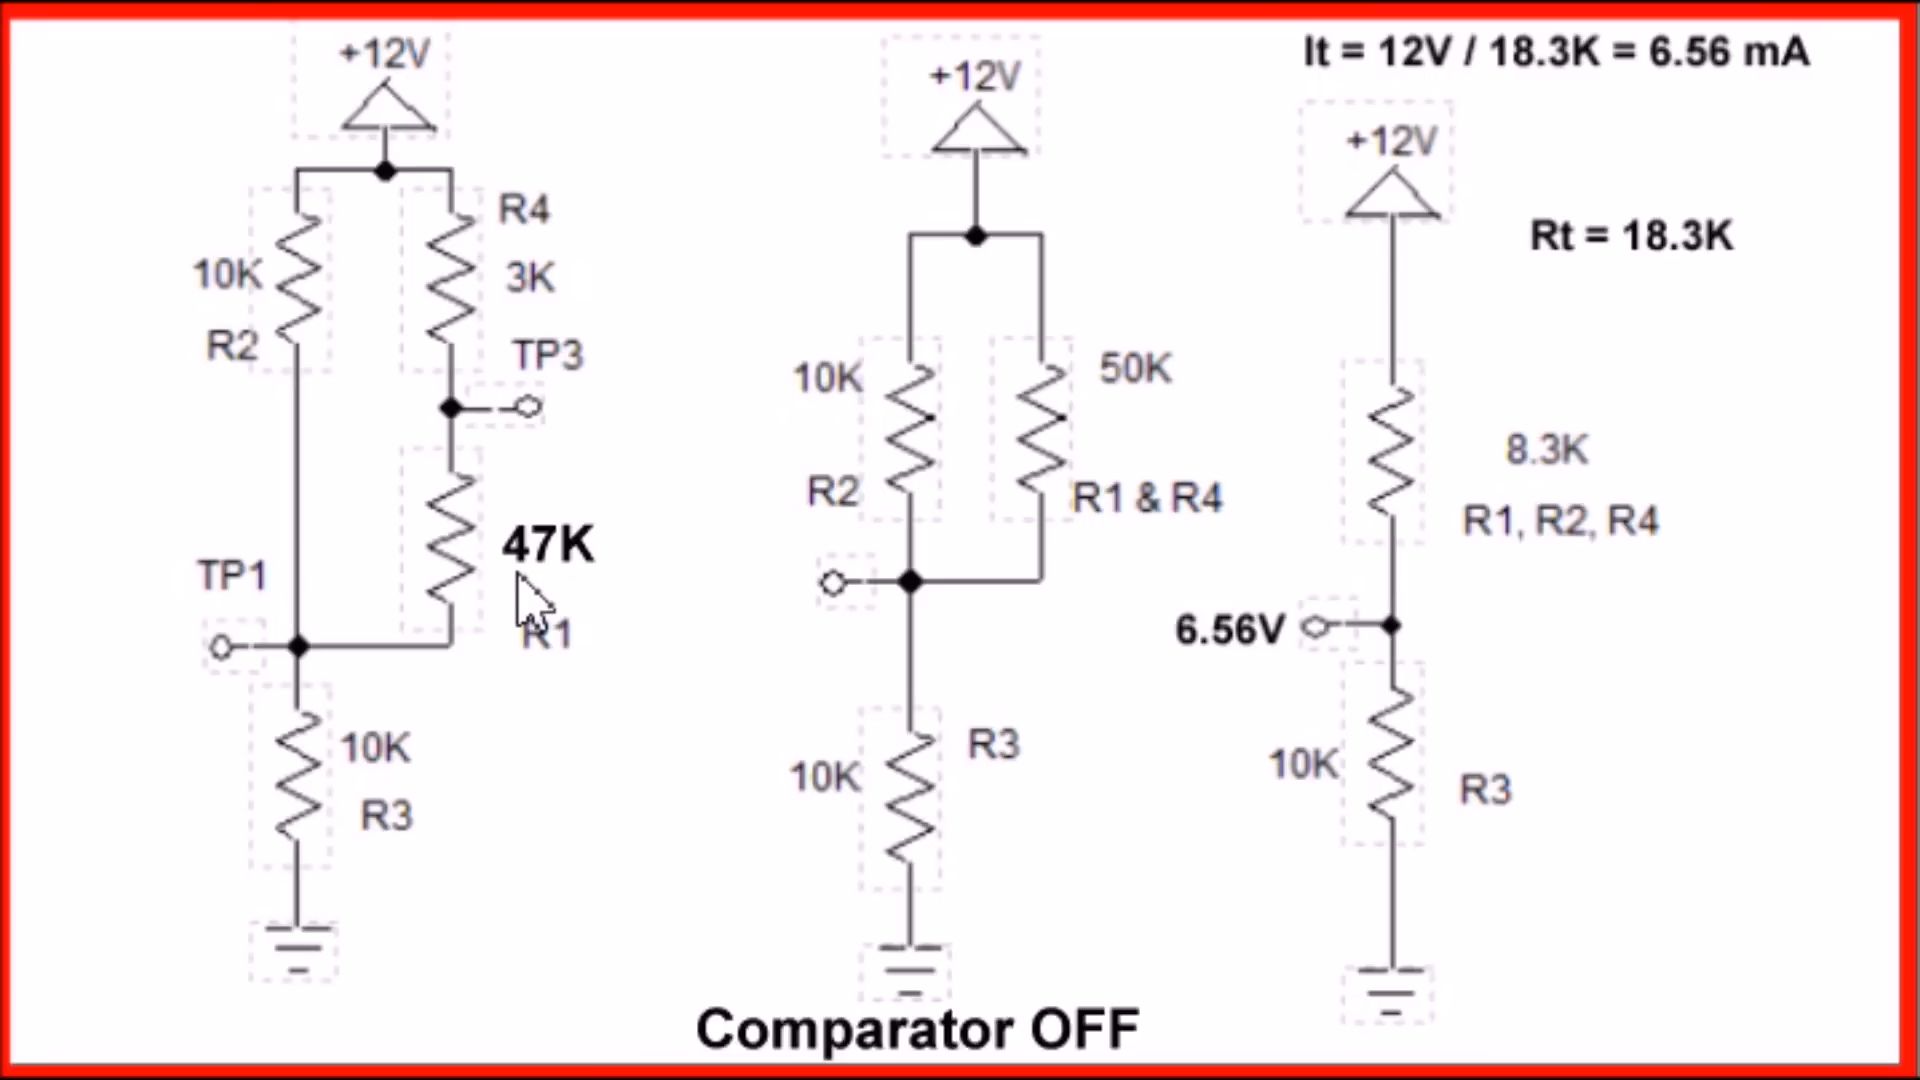 +12V
R4
10K
3K
R2
TP3
47K
TP1
R1
10K
R3
+12V
10K
50K
R2
R1 & R4
R3
10K
It = 12V / 18.3K = 6.56 mA
+12V
Rt = 18.3K
8.3K
R1, R2, R4
6.56V
10K
R3
Comparator OFF